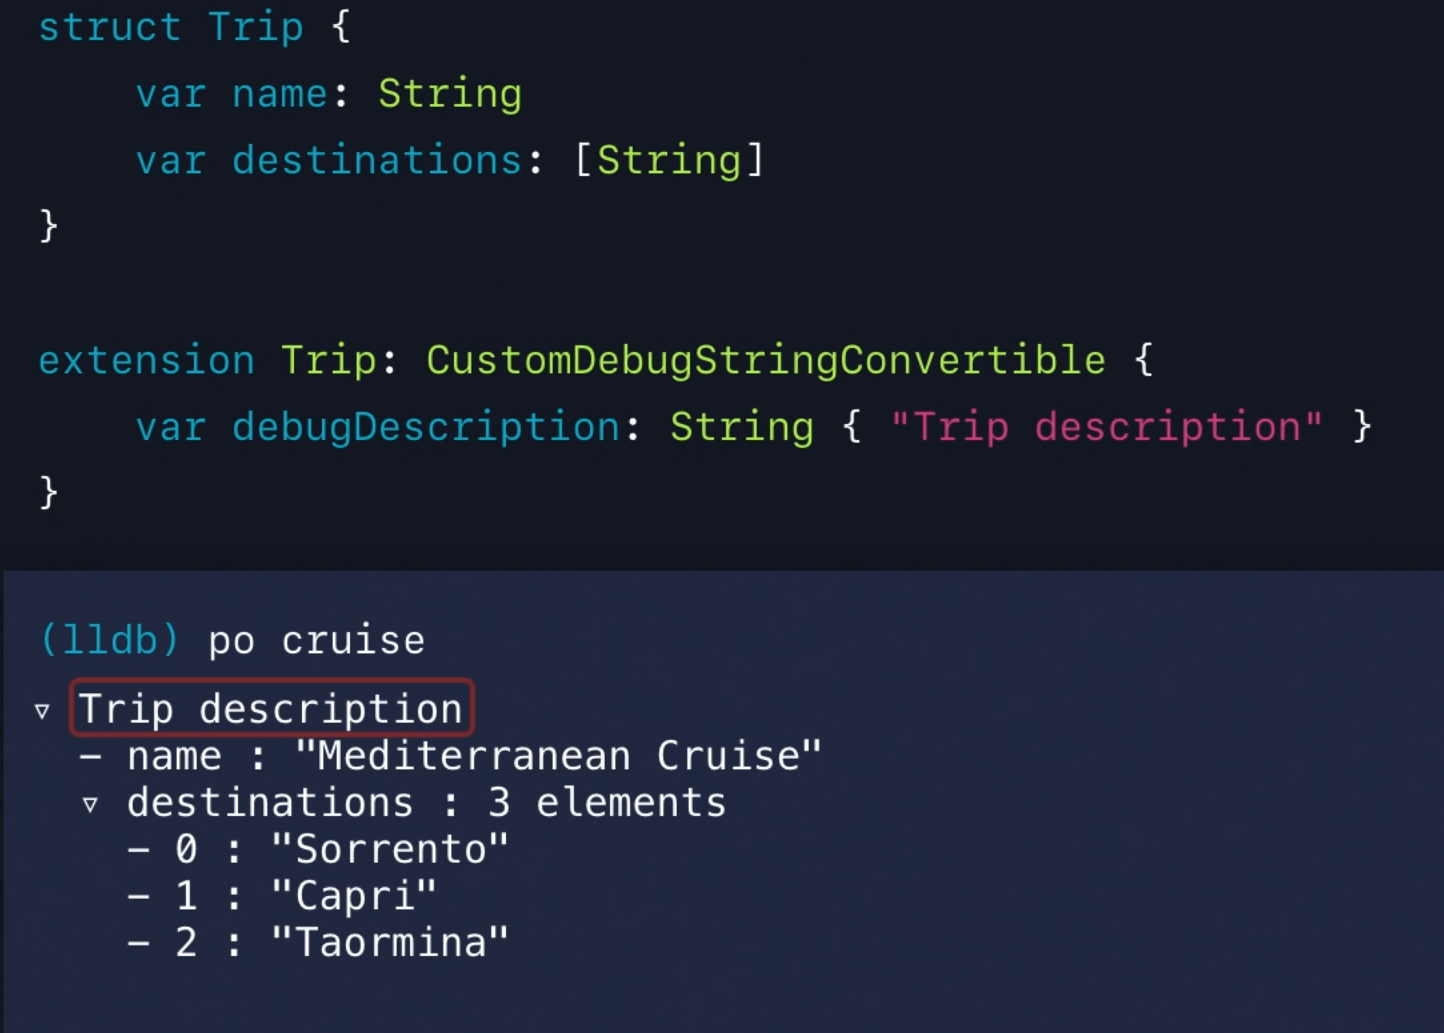 struct Trip {
    var name: String
    var destinations: [String]
}
extension Trip: CustomDebugStringConvertible {
    var debugDescription: String { "Trip description" }
}
(lldb) po cruise
▿ Trip description
  – name : "Mediterranean Cruise"
  ▿ destinations : 3 elements
    – 0 : "Sorrento"
    – 1 : "Capri"
    – 2 : "Taormina"